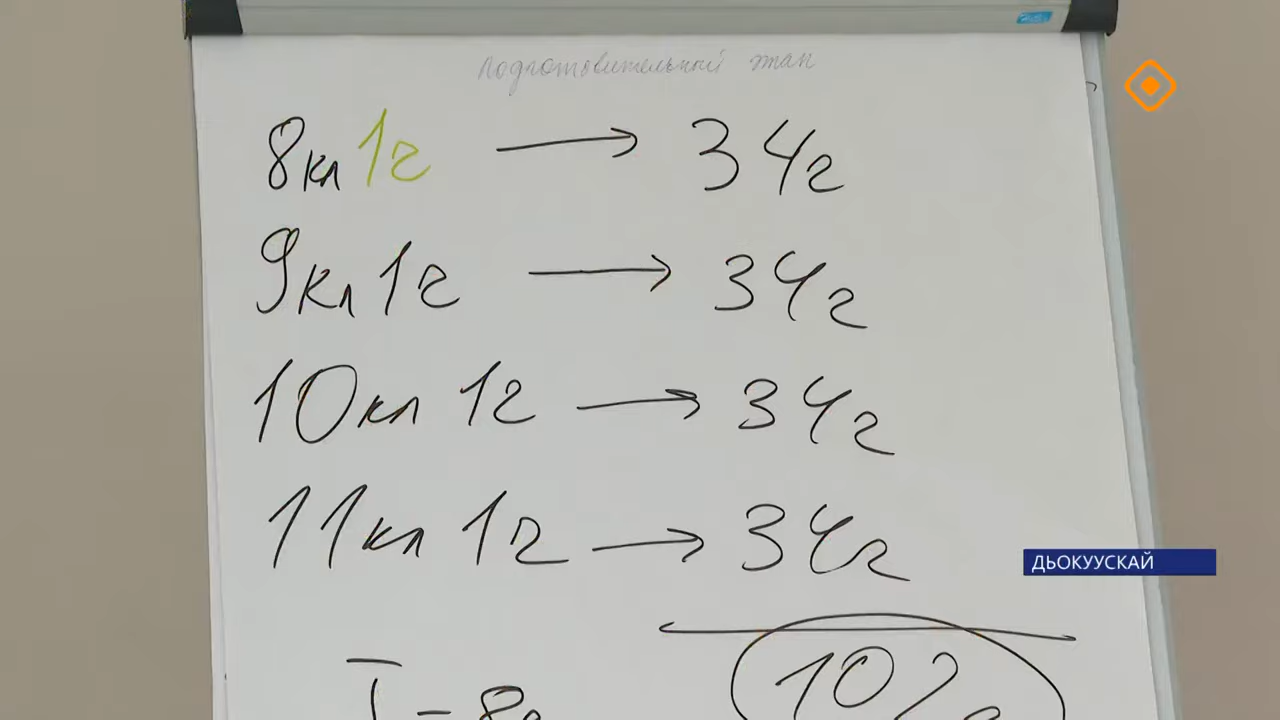 подготовительный этап
8кл 1г → 34г
9кл 1г → 34г
10кл 1г → 34г
11кл 1г → 34г
ДЬОКУУСКАЙ